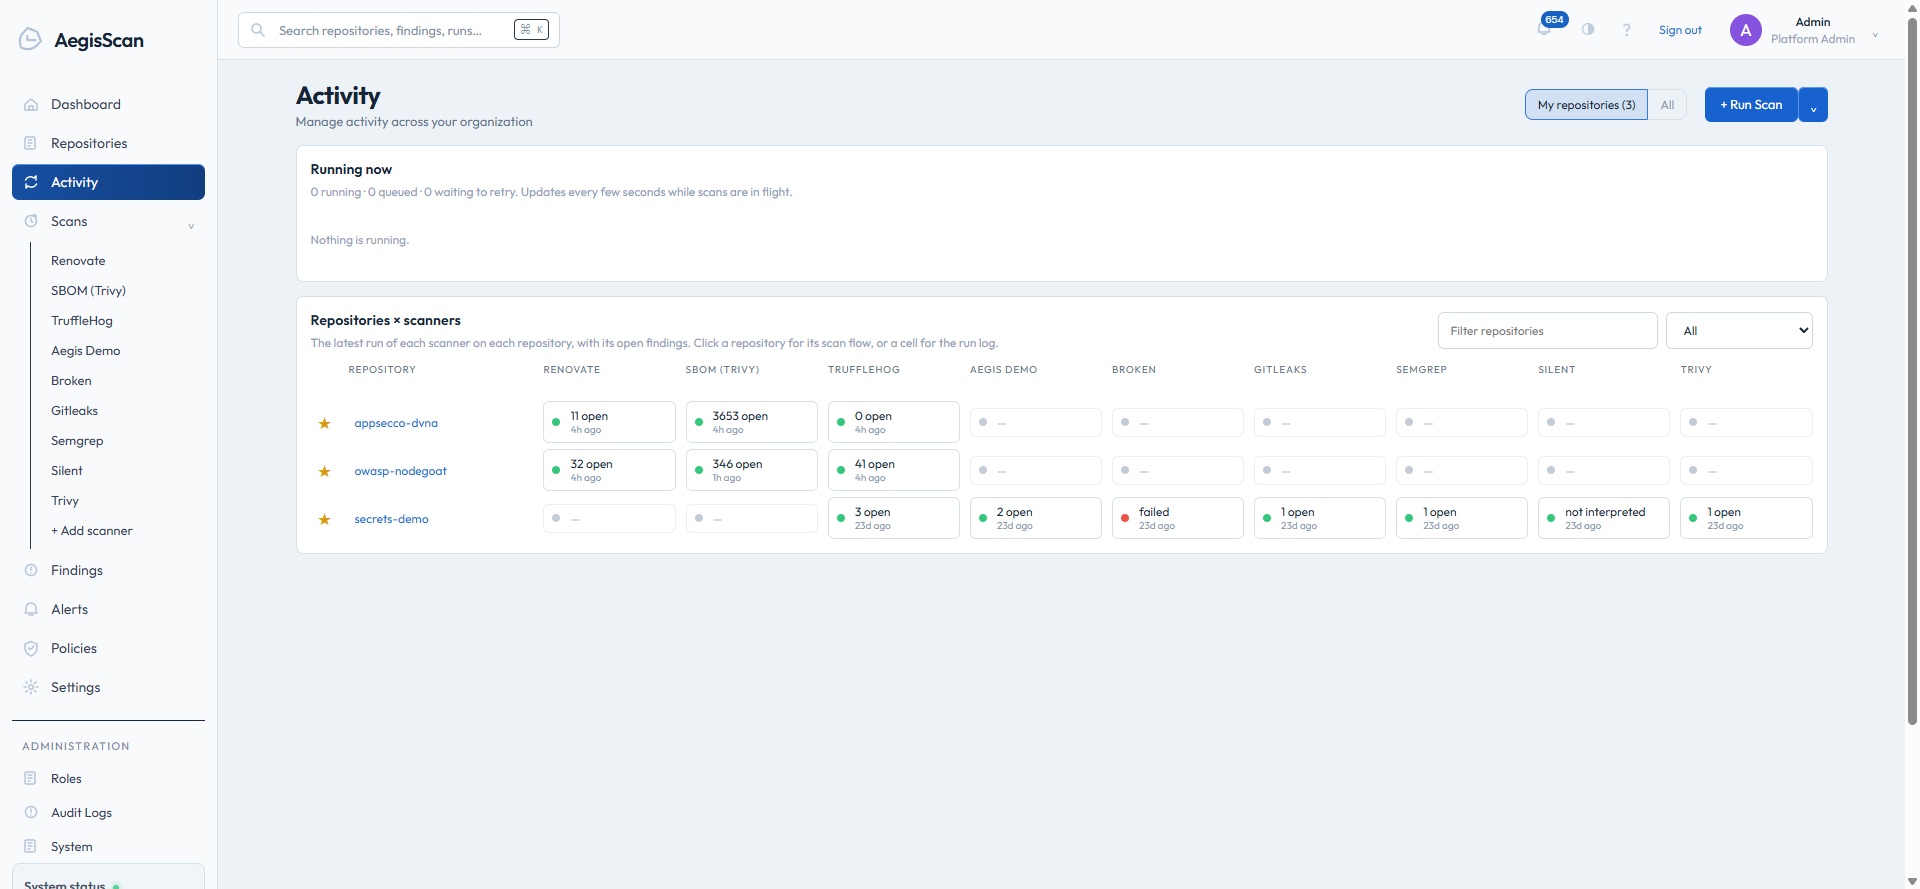 AegisScan
Search repositories, findings, runs...
⌘ K
654
?
Sign out
A
Admin
Platform Admin
Dashboard
Repositories
Activity
Scans
Renovate
SBOM (Trivy)
TruffleHog
Aegis Demo
Broken
Gitleaks
Semgrep
Silent
Trivy
+ Add scanner
Findings
Alerts
Policies
Settings
ADMINISTRATION
Roles
Audit Logs
System
System status
Activity
Manage activity across your organization
My repositories (3)
All
+ Run Scan
Running now
0 running · 0 queued · 0 waiting to retry. Updates every few seconds while scans are in flight.
Nothing is running.
Repositories × scanners
The latest run of each scanner on each repository, with its open findings. Click a repository for its scan flow, or a cell for the run log.
Filter repositories
All
REPOSITORY RENOVATE SBOM (TRIVY) TRUFFLEHOG AEGIS DEMO BROKEN GITLEAKS SEMGREP SILENT TRIVY
★ appsecco-dvna 11 open 3653 open 0 open — — — — — —
4h ago 4h ago 4h ago
★ owasp-nodegoat 32 open 346 open 41 open — — — — — —
4h ago 1h ago 4h ago
★ secrets-demo — — 3 open 2 open failed 1 open 1 open not interpreted 1 open
23d ago 23d ago 23d ago 23d ago 23d ago 23d ago 23d ago